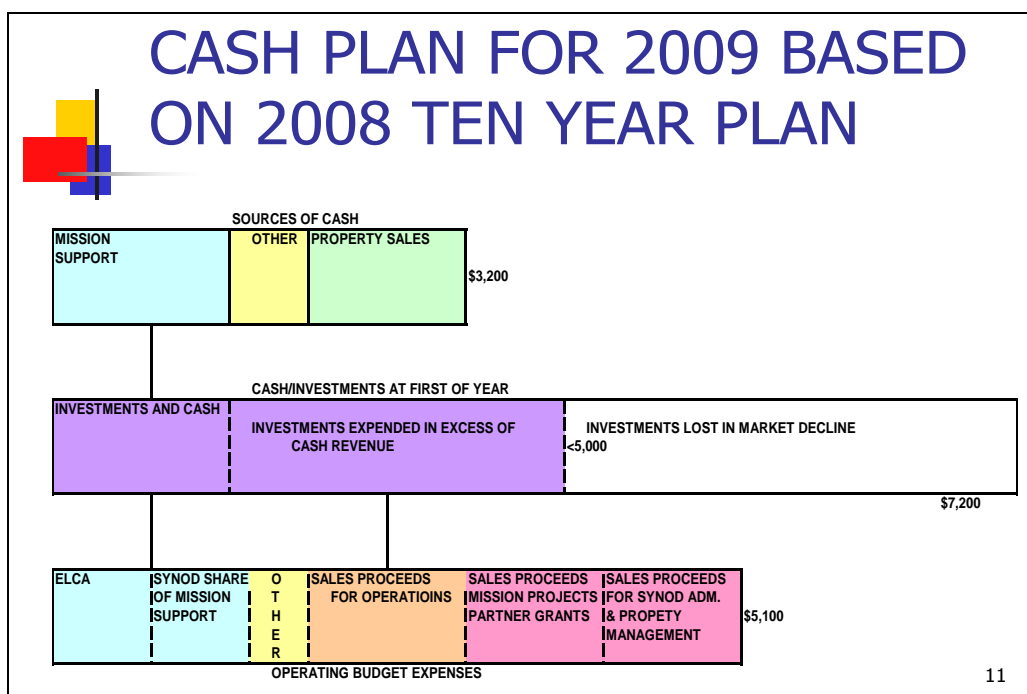 CASH PLAN FOR 2009 BASED
ON 2008 TEN YEAR PLAN
SOURCES OF CASH
MISSION
SUPPORT
OTHER
PROPERTY SALES
$3,200
CASH/INVESTMENTS AT FIRST OF YEAR
INVESTMENTS AND CASH
INVESTMENTS EXPENDED IN EXCESS OF
CASH REVENUE
INVESTMENTS LOST IN MARKET DECLINE
<5,000
$7,200
ELCA
SYNOD SHARE
OF MISSION
SUPPORT
O
T
H
E
R
SALES PROCEEDS
FOR OPERATIOINS
SALES PROCEEDS
MISSION PROJECTS
PARTNER GRANTS
SALES PROCEEDS
FOR SYNOD ADM.
& PROPETY
MANAGEMENT
$5,100
OPERATING BUDGET EXPENSES
11